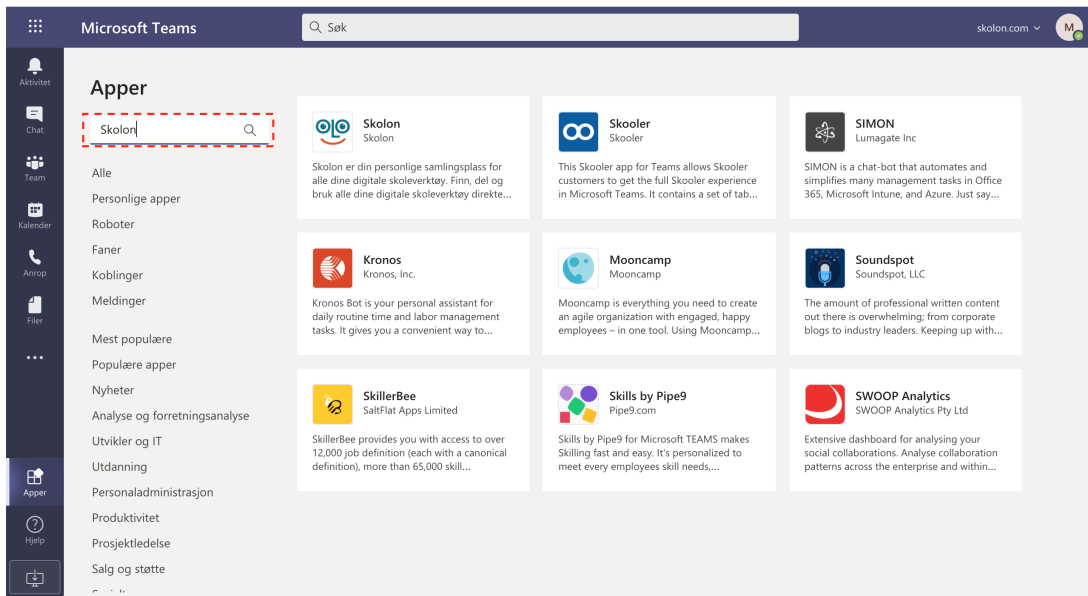 Microsoft Teams
Søk
skolon.com
M
Aktivitet
Chat
Team
Kalender
Anrop
Filer
Apper
Hjelp
Apper
Skolon
Alle
Personlige apper
Roboter
Faner
Koblinger
Meldinger
Mest populære
Populære apper
Nyheter
Analyse og forretningsanalyse
Utvikler og IT
Utdanning
Personaladministrasjon
Produktivitet
Prosjektledelse
Salg og støtte
Skolon
Skolon
Skolon er din personlige samlingsplass for
alle dine digitale skoleverktøy. Finn, del og
bruk alle dine digitale skoleverktøy direkte...
Skooler
Skooler
This Skooler app for Teams allows Skooler
customers to get the full Skooler experience
in Microsoft Teams. It contains a set of tab...
SIMON
Lumagate Inc
SIMON is a chat-bot that automates and
simplifies many management tasks in Office
365, Microsoft Intune, and Azure. Just say...
Kronos
Kronos, Inc.
Kronos Bot is your personal assistant for
daily routine time and labor management
tasks. It gives you a convenient way to...
Mooncamp
Mooncamp
Mooncamp is everything you need to create
an agile organization with engaged, happy
employees – in one tool. Using Mooncamp...
Soundspot
Soundspot, LLC
The amount of professional written content
out there is overwhelming; from corporate
blogs to industry leaders. Keeping up with...
SkillerBee
SaltFlat Apps Limited
SkillerBee provides you with access to over
12,000 job definition (each with a canonical
definition), more than 65,000 skill...
Skills by Pipe9
Pipe9.com
Skills by Pipe9 for Microsoft TEAMS makes
Skilling fast and easy. It's personalized to
meet every employees skill needs,...
SWOOP Analytics
SWOOP Analytics Pty Ltd
Extensive dashboard for analysing your
social collaborations. Analyse collaboration
patterns across the enterprise and within...